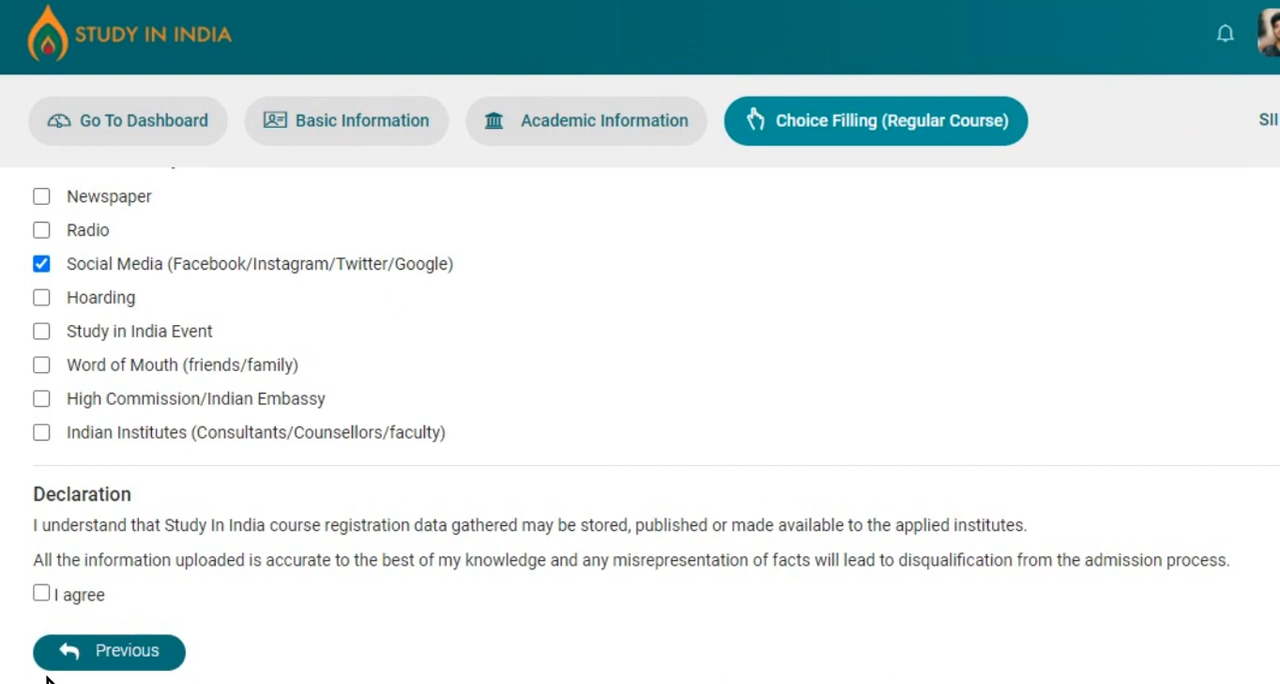 STUDY IN INDIA
Go To Dashboard
Basic Information
Academic Information
Choice Filling (Regular Course)
SII
Newspaper
Radio
Social Media (Facebook/Instagram/Twitter/Google)
Hoarding
Study in India Event
Word of Mouth (friends/family)
High Commission/Indian Embassy
Indian Institutes (Consultants/Counsellors/faculty)
Declaration
I understand that Study In India course registration data gathered may be stored, published or made available to the applied institutes.
All the information uploaded is accurate to the best of my knowledge and any misrepresentation of facts will lead to disqualification from the admission process.
I agree
Previous